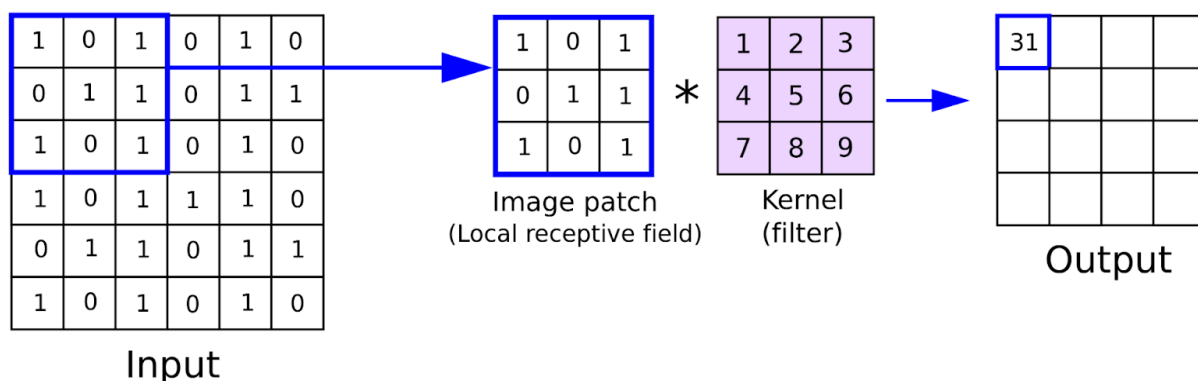 1 0 1 0 1 0
0 1 1 0 1 1
1 0 1 0 1 0
1 0 1 1 1 0
0 1 1 0 1 1
1 0 1 0 1 0
Input
1 0 1
0 1 1
1 0 1
Image patch
(Local receptive field)
*
1 2 3
4 5 6
7 8 9
Kernel
(filter)
31
Output